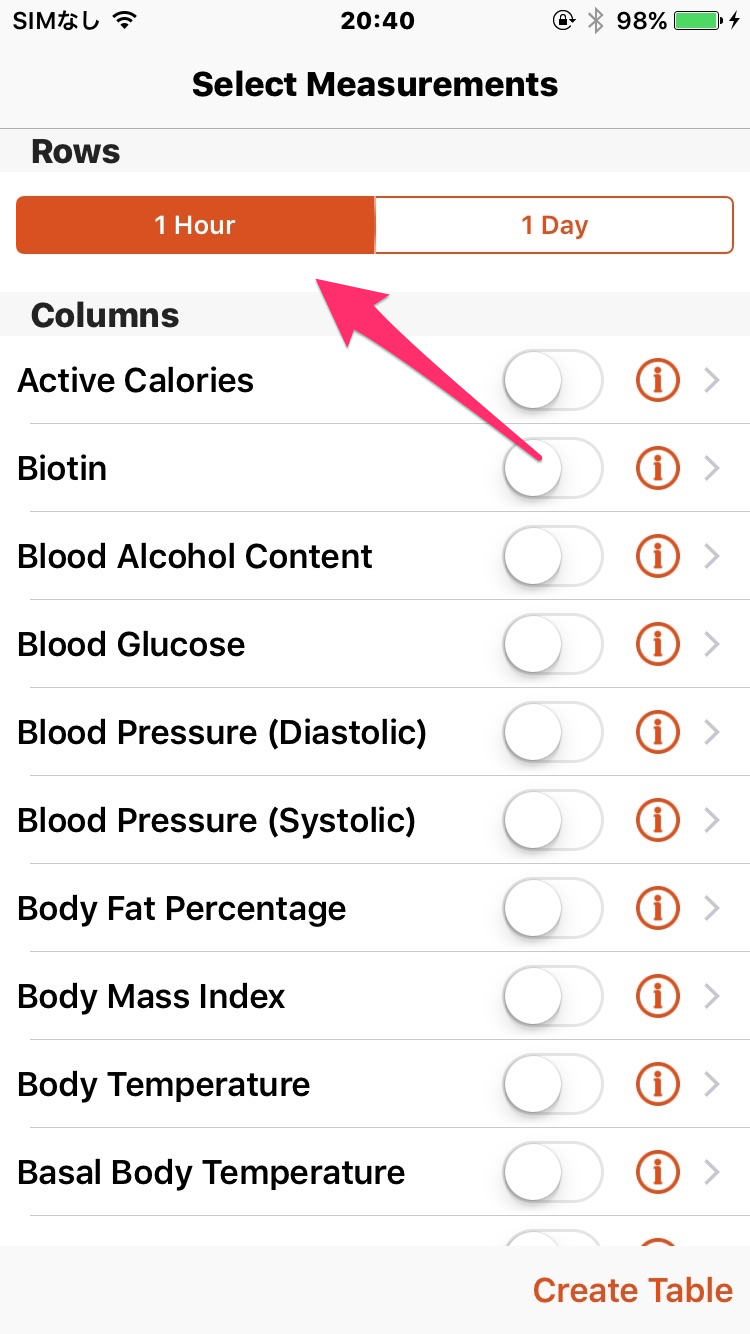 SIMなし 20:40 98%
Select Measurements
Rows
1 Hour 1 Day
Columns
Active Calories
Biotin
Blood Alcohol Content
Blood Glucose
Blood Pressure (Diastolic)
Blood Pressure (Systolic)
Body Fat Percentage
Body Mass Index
Body Temperature
Basal Body Temperature
Create Table